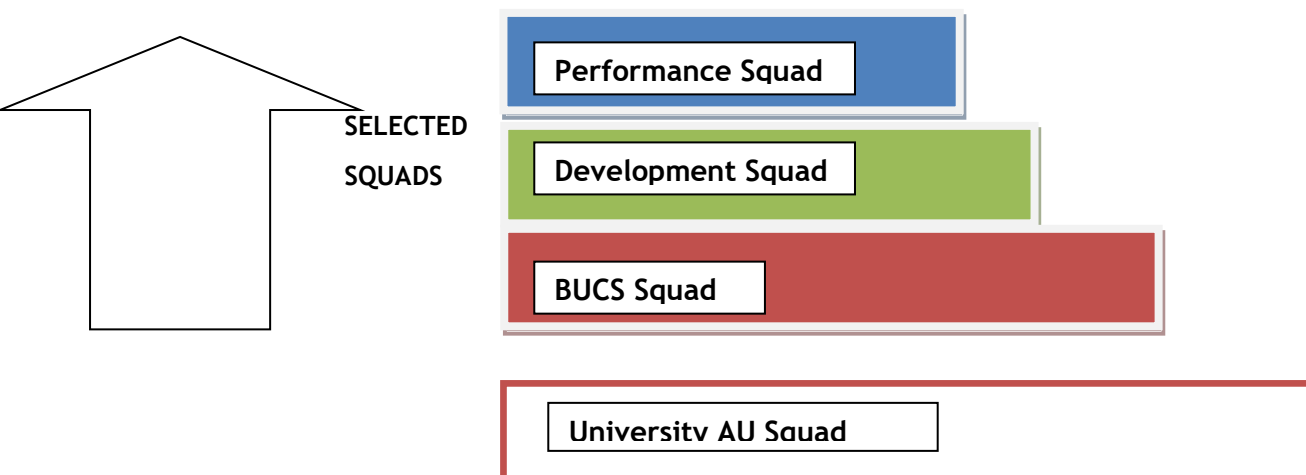 Performance Squad
SELECTED
SQUADS
Development Squad
BUCS Squad
University AU Squad